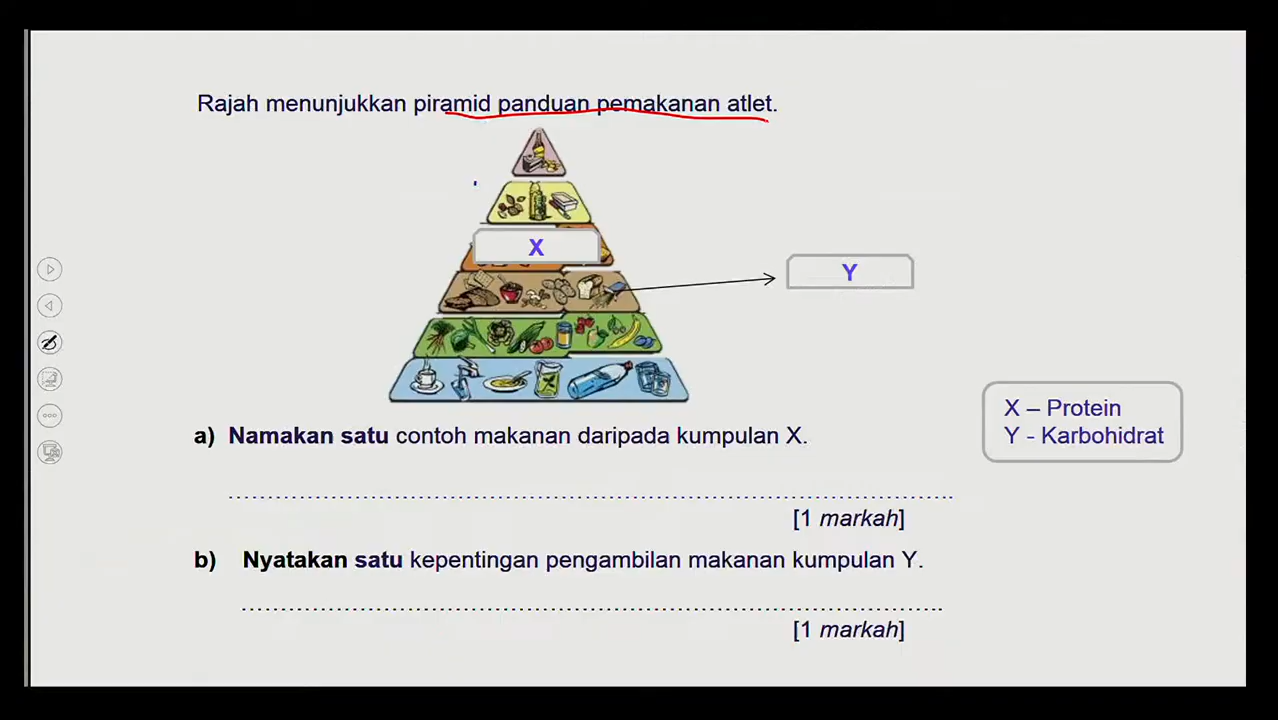 Rajah menunjukkan piramid panduan pemakanan atlet.
X
Y
X – Protein
Y - Karbohidrat
a) Namakan satu contoh makanan daripada kumpulan X.
……………………………………………………………………………………………….
[1 markah]
b) Nyatakan satu kepentingan pengambilan makanan kumpulan Y.
……………………………………………………………………………………………..
[1 markah]